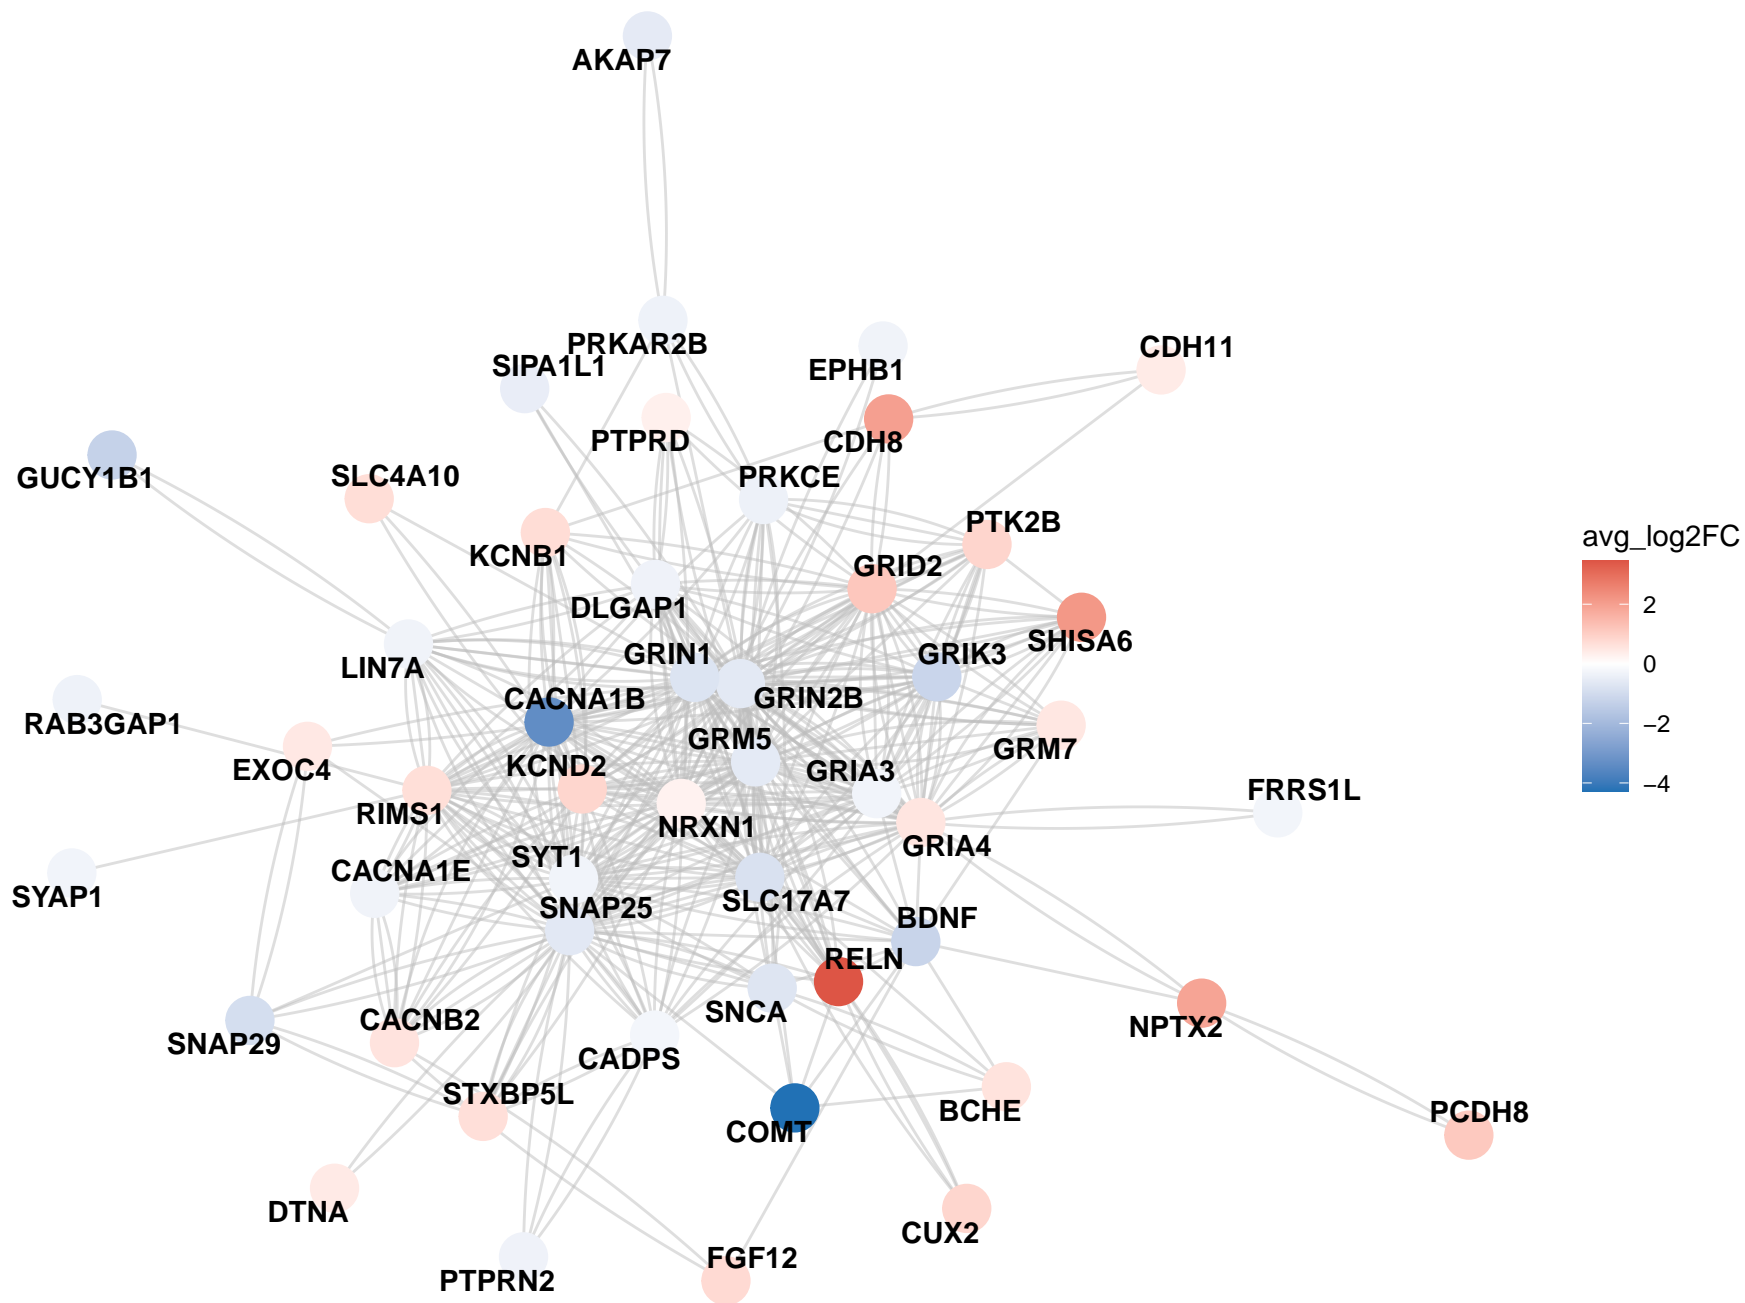 AKAP7
PRKAR2B
SIPA1L1
EPHB1
CDH11
PTPRD
CDH8
GUCY1B1
SLC4A10
PRKCE
PTK2B
KCNB1
GRID2
DLGAP1
SHISA6
LIN7A
GRIN1
GRIK3
CACNA1B
GRIN2B
RAB3GAP1
GRM5
GRM7
EXOC4
KCND2
GRIA3
FRRS1L
RIMS1
NRXN1
GRIA4
SYT1
CACNA1E
SYAP1
SNAP25
SLC17A7
BDNF
RELN
SNCA
CACNB2
NPTX2
SNAP29
CADPS
STXBP5L
BCHE
PCDH8
COMT
DTNA
CUX2
FGF12
PTPRN2
avg_log2FC
2
0
−2
−4